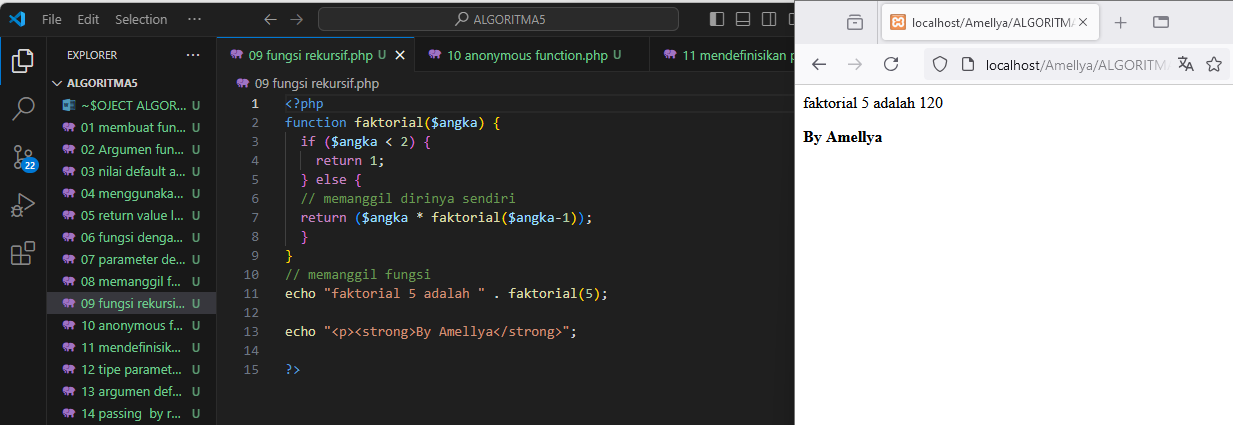 File Edit Selection ··· ALGORITMA5
EXPLORER ···
ALGORITMA5
~$OJECT ALGOR... U
01 membuat fun... U
02 Argumen fun... U
03 nilai default a... U
04 menggunaka... U
05 return value l... U
06 fungsi denga... U
07 parameter de... U
08 memanggil f... U
09 fungsi rekursi... U
10 anonymous f... U
11 mendefinisik... U
12 tipe paramet... U
13 argumen def... U
14 passing by r... U
09 fungsi rekursif.php U
10 anonymous function.php U
11 mendefinisikan p
09 fungsi rekursif.php
1 <?php
2 function faktorial($angka) {
3 if ($angka < 2) {
4 return 1;
5 } else {
6 // memanggil dirinya sendiri
7 return ($angka * faktorial($angka-1));
8 }
9 }
10 // memanggil fungsi
11 echo "faktorial 5 adalah " . faktorial(5);
12
13 echo "<p><strong>By Amellya</strong>";
14
15 ?>
22
localhost/Amellya/ALGORITMA
localhost/Amellya/ALGORITMA
faktorial 5 adalah 120
By Amellya